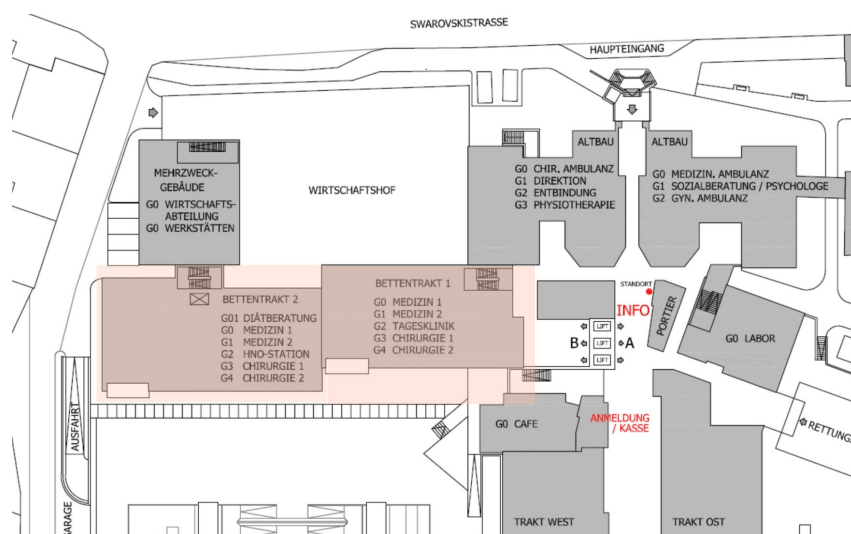 SWAROVSKISTRASSE
HAUPTEINGANG
ALTBAU
ALTBAU
MEHRZWECK-
GEBÄUDE
G0 WIRTSCHAFTS-
ABTEILUNG
G0 WERKSTÄTTEN
WIRTSCHAFTSHOF
G0 CHIR. AMBULANZ
G1 DIREKTION
G2 ENTBINDUNG
G3 PHYSIOTHERAPIE
G0 MEDIZIN. AMBULANZ
G1 SOZIALBERATUNG / PSYCHOLOGE
G2 GYN. AMBULANZ
BETTENTRAKT 2
G01 DIÄTBERATUNG
G0 MEDIZIN 1
G1 MEDIZIN 2
G2 HNO-STATION
G3 CHIRURGIE 1
G4 CHIRURGIE 2
BETTENTRAKT 1
G0 MEDIZIN 1
G1 MEDIZIN 2
G2 TAGESKLINIK
G3 CHIRURGIE 1
G4 CHIRURGIE 2
STANDORT
INFO
PORTIER
G0 LABOR
LIFT
B LIFT A
LIFT
AUSFAHRT
GARAGE
G0 CAFE
ANMELDUNG
/ KASSE
RETTUNG
TRAKT WEST
TRAKT OST